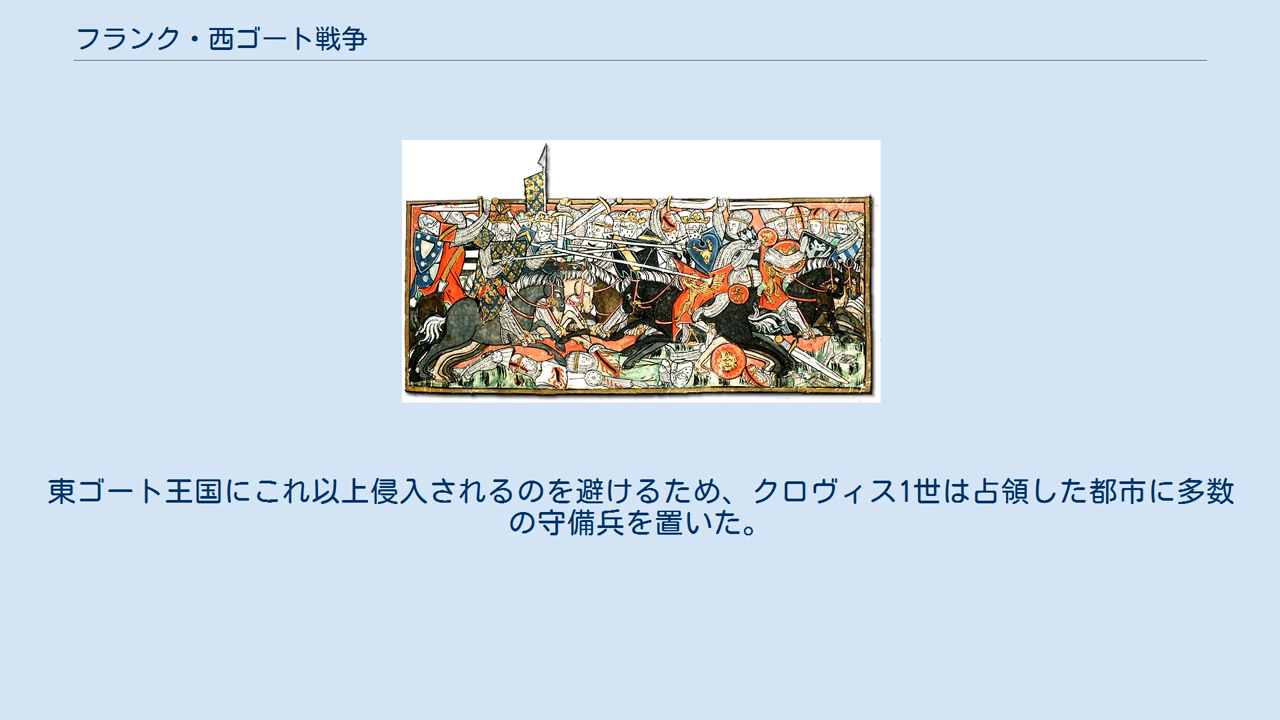 フランク・西ゴート戦争
東ゴート王国にこれ以上侵入されるのを避けるため、クロヴィス1世は占領した都市に多数
の守備兵を置いた。